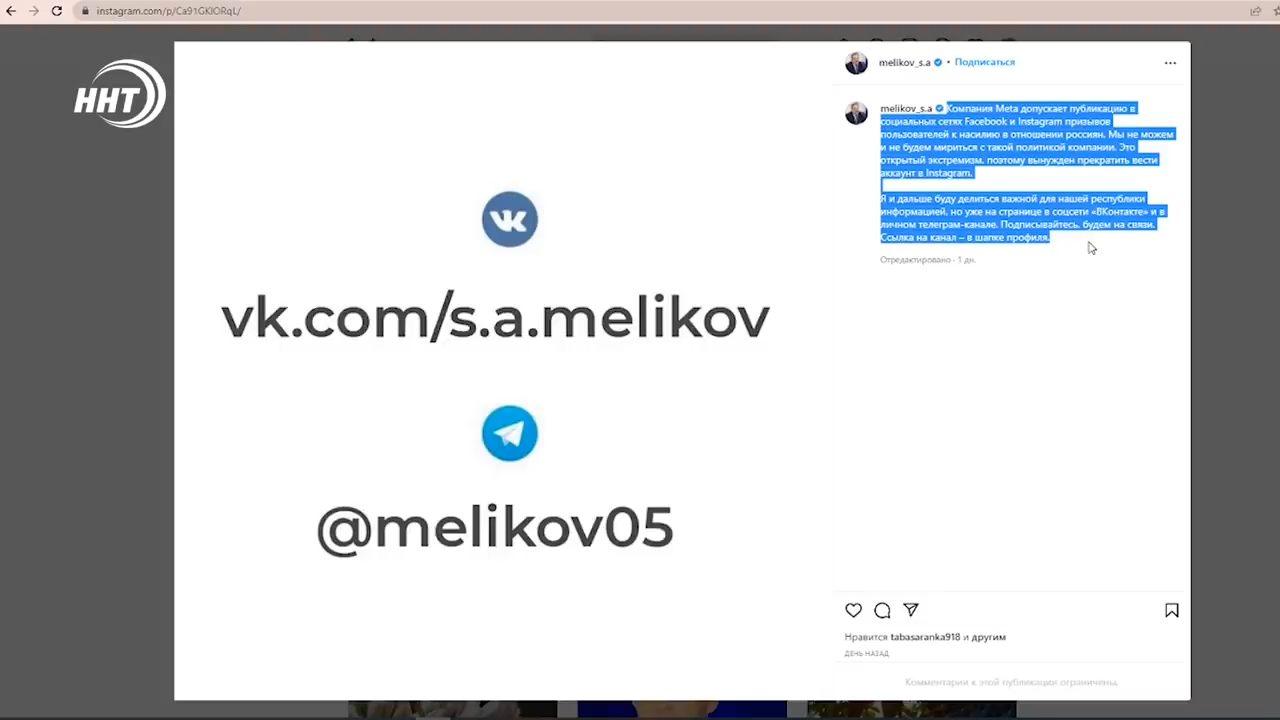 instagram.com/p/Ca91GKlORqL/
ННТ
vk
vk.com/s.a.melikov
@melikov05
melikov_s.a • Подписаться
melikov_s.a Компания Meta допускает публикацию в
социальных сетях Facebook и Instagram призывов
пользователей к насилию в отношении россиян. Мы не можем
и не будем мириться с такой политикой компании. Это
открытый экстремизм, поэтому вынужден прекратить вести
аккаунт в Instagram.
Я и дальше буду делиться важной для нашей республики
информацией, но уже на странице в соцсети «ВКонтакте» и в
личном телеграм-канале. Подписывайтесь, будем на связи.
Ссылка на канал – в шапке профиля.
Отредактировано · 1 дн.
Нравится tabasaranka918 и другим
ДЕНЬ НАЗАД
Комментарии к этой публикации ограничены.